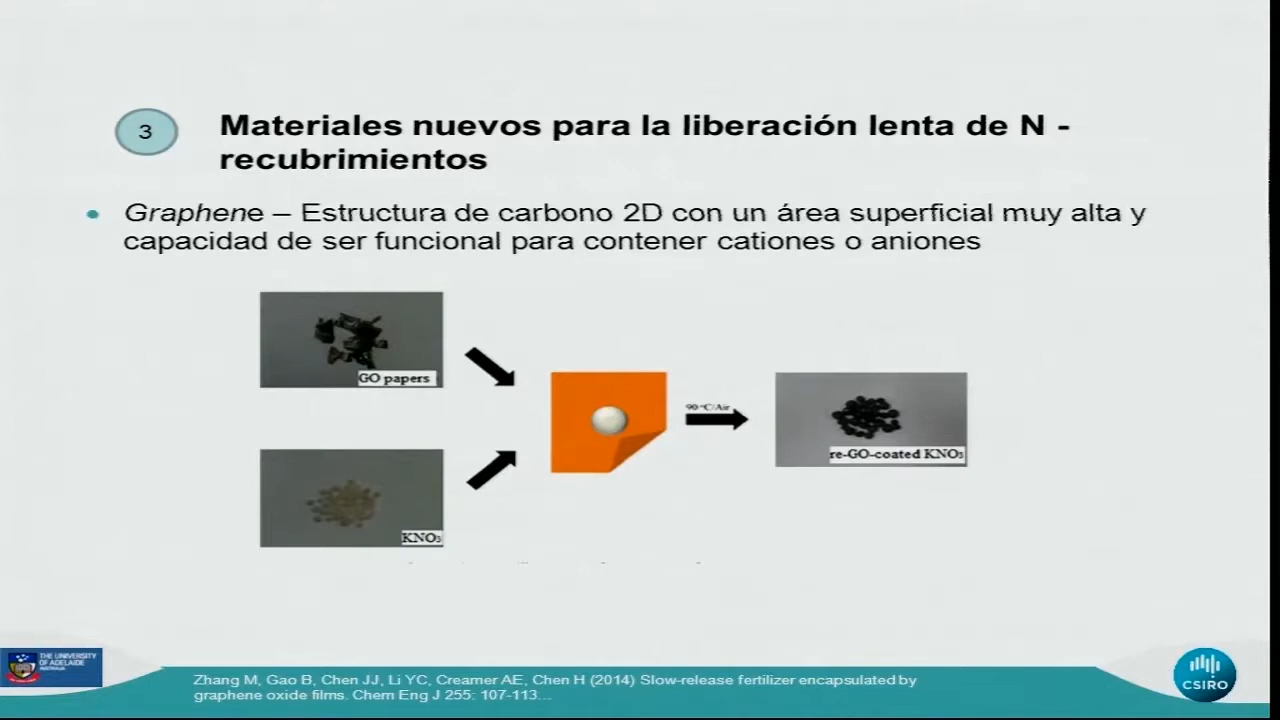 3
Materiales nuevos para la liberación lenta de N -
recubrimientos
• Graphene – Estructura de carbono 2D con un área superficial muy alta y
capacidad de ser funcional para contener cationes o aniones
GO papers
90 °C/Air
re-GO-coated KNO₃
KNO₃
THE UNIVERSITY
OF ADELAIDE
AUSTRALIA
Zhang M, Gao B, Chen JJ, Li YC, Creamer AE, Chen H (2014) Slow-release fertilizer encapsulated by
graphene oxide films. Chem Eng J 255: 107-113...
CSIRO